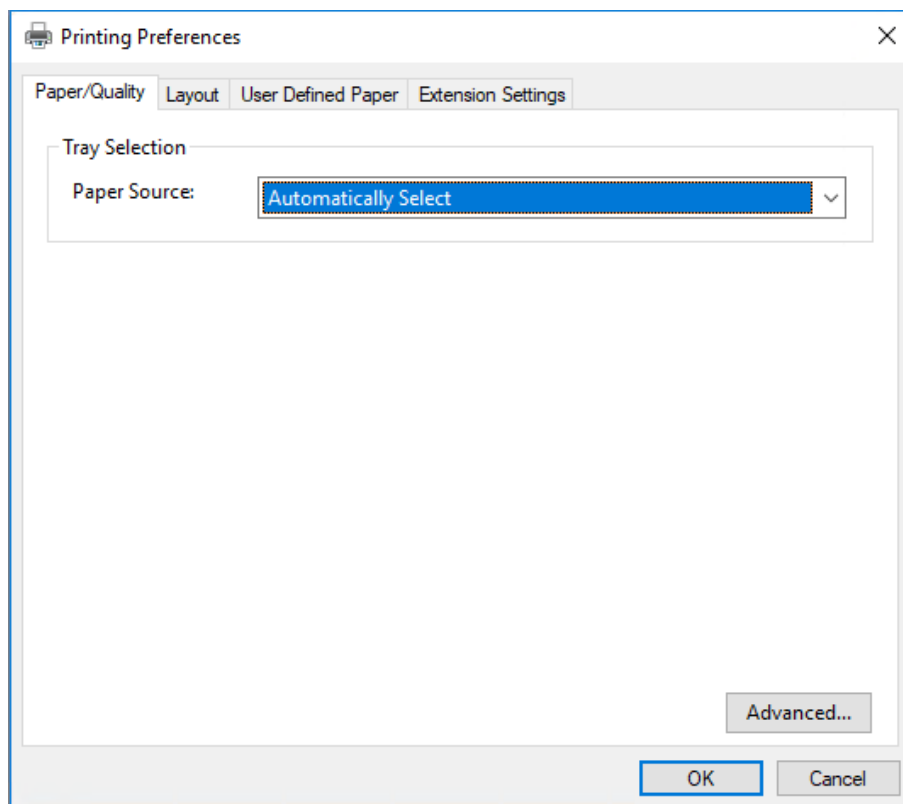 Printing Preferences
Paper/Quality Layout User Defined Paper Extension Settings
Tray Selection
Paper Source: Automatically Select
Advanced...
OK Cancel